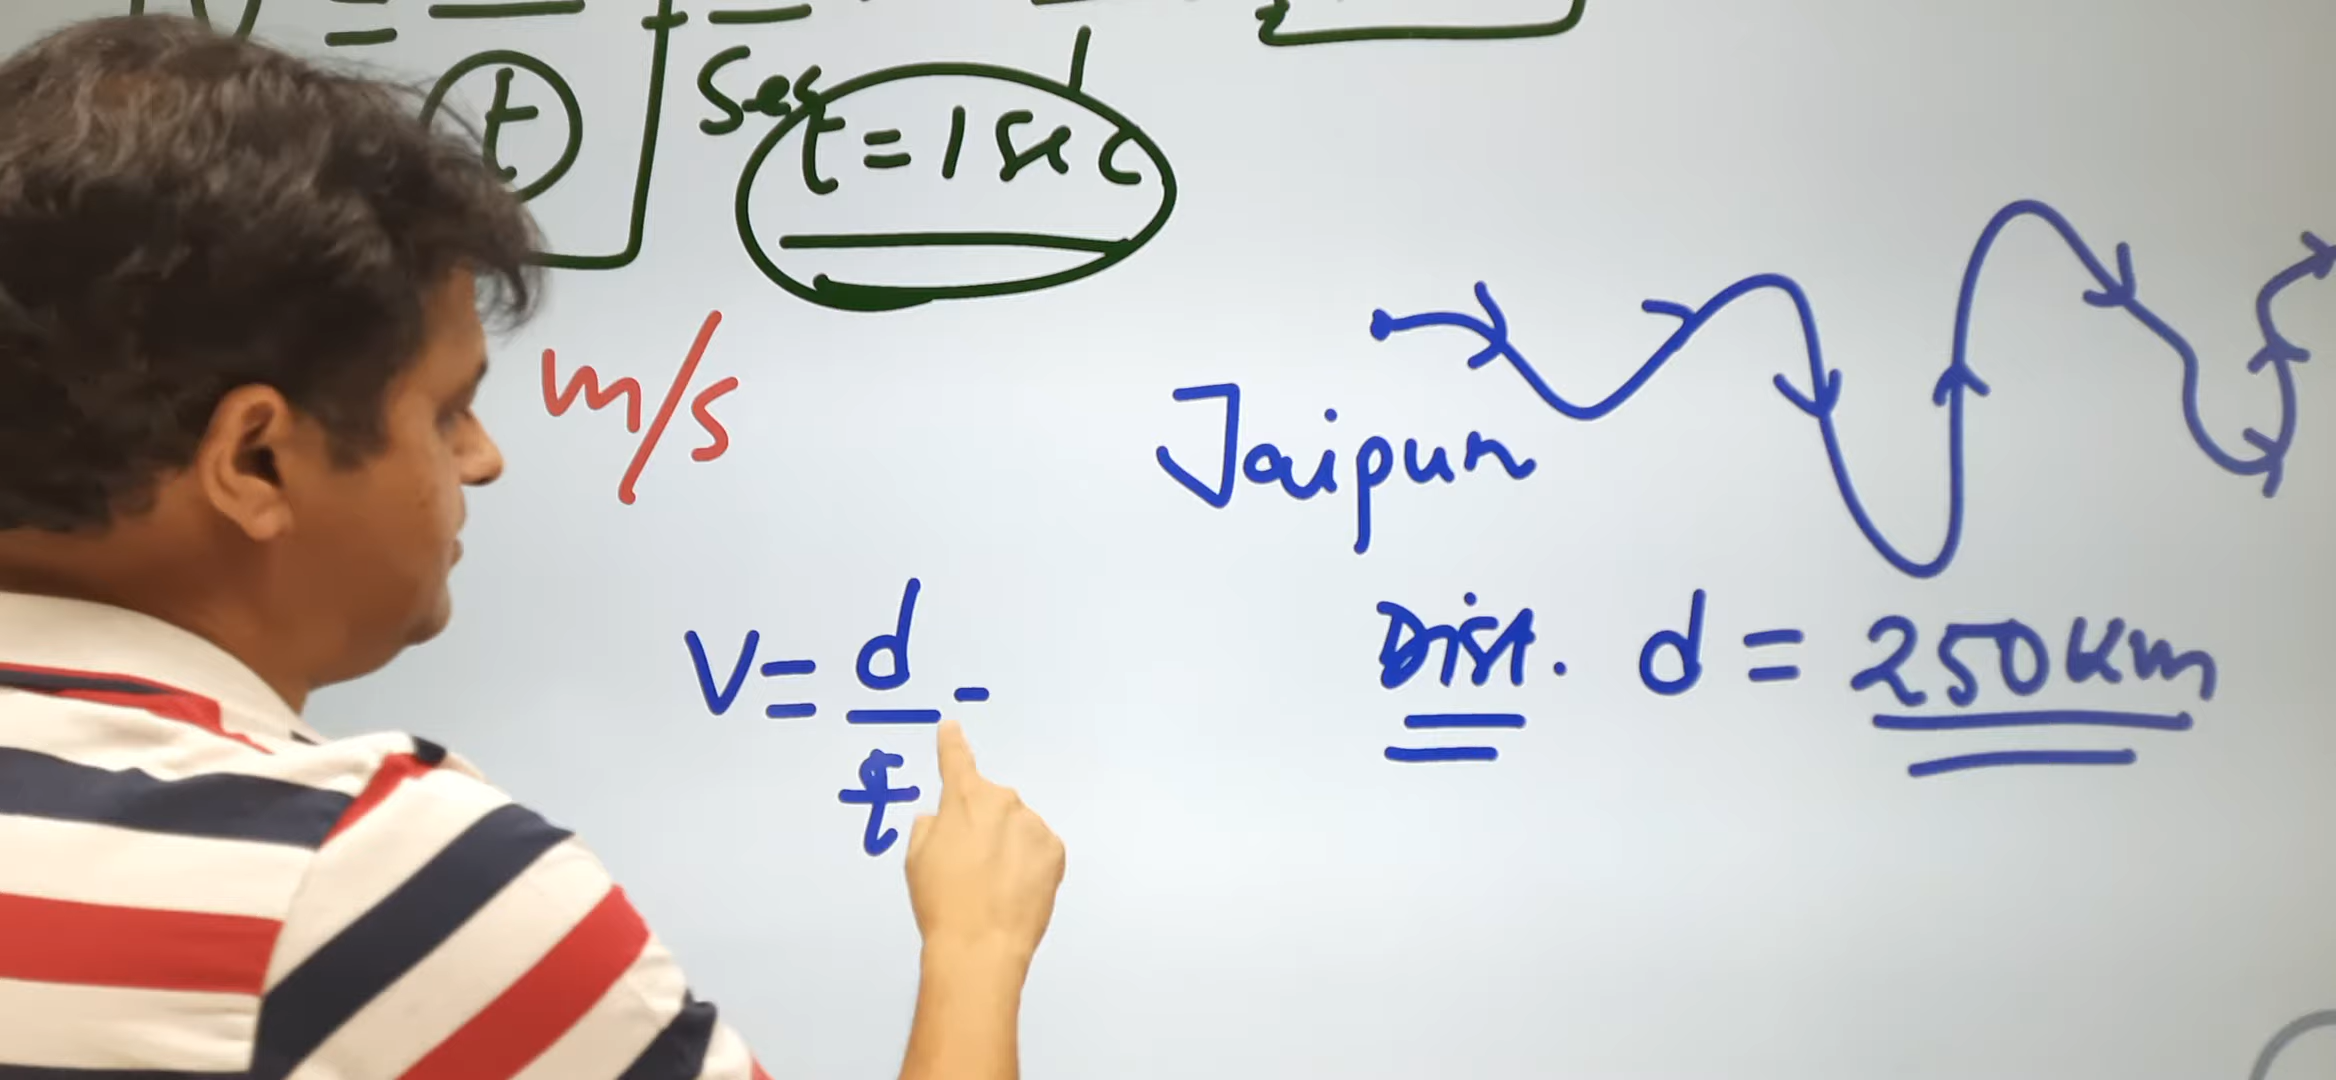 V =
t
Sec
t = 1 sec
m/s
Jaipur
V = d/t =
Dist. d = 250 Km